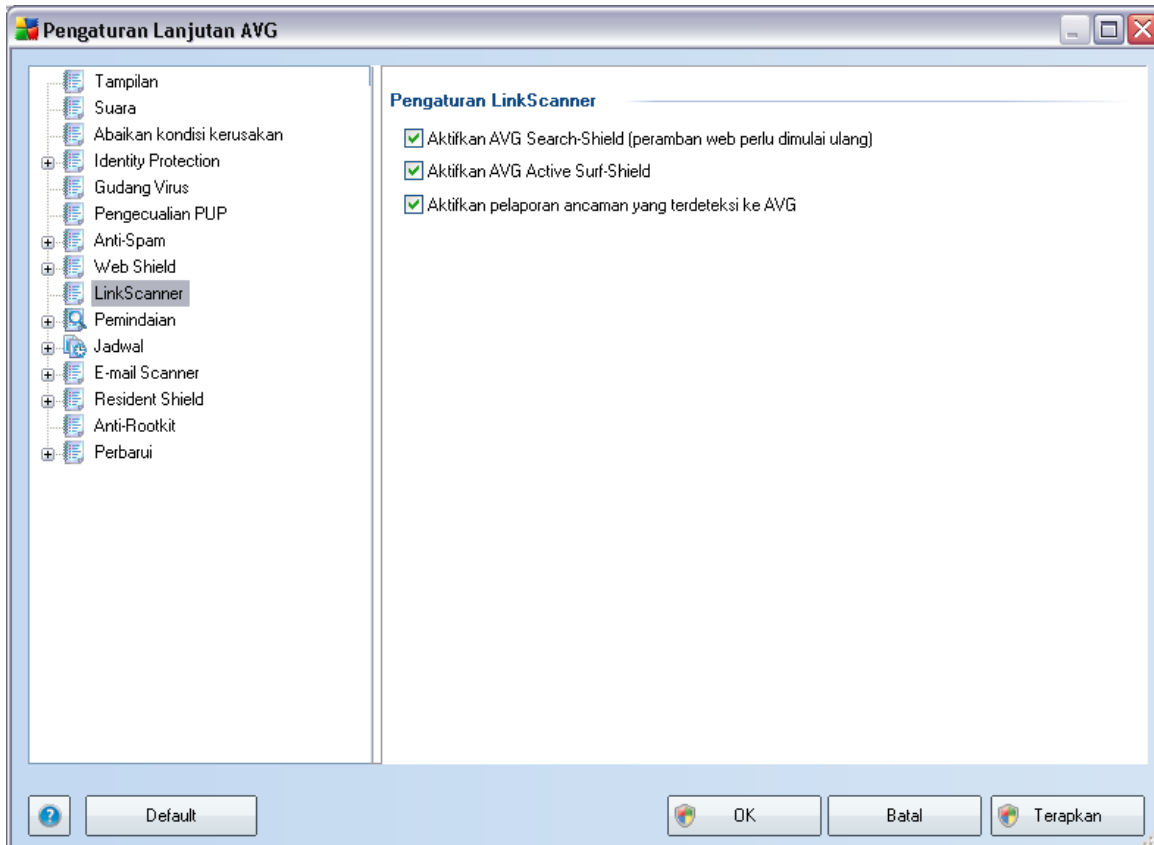 Pengaturan Lanjutan AVG
Tampilan
Suara
Abaikan kondisi kerusakan
Identity Protection
Gudang Virus
Pengecualian PUP
Anti-Spam
Web Shield
LinkScanner
Pemindaian
Jadwal
E-mail Scanner
Resident Shield
Anti-Rootkit
Perbarui
Pengaturan LinkScanner
Aktifkan AVG Search-Shield (peramban web perlu dimulai ulang)
Aktifkan AVG Active Surf-Shield
Aktifkan pelaporan ancaman yang terdeteksi ke AVG
Default
OK
Batal
Terapkan